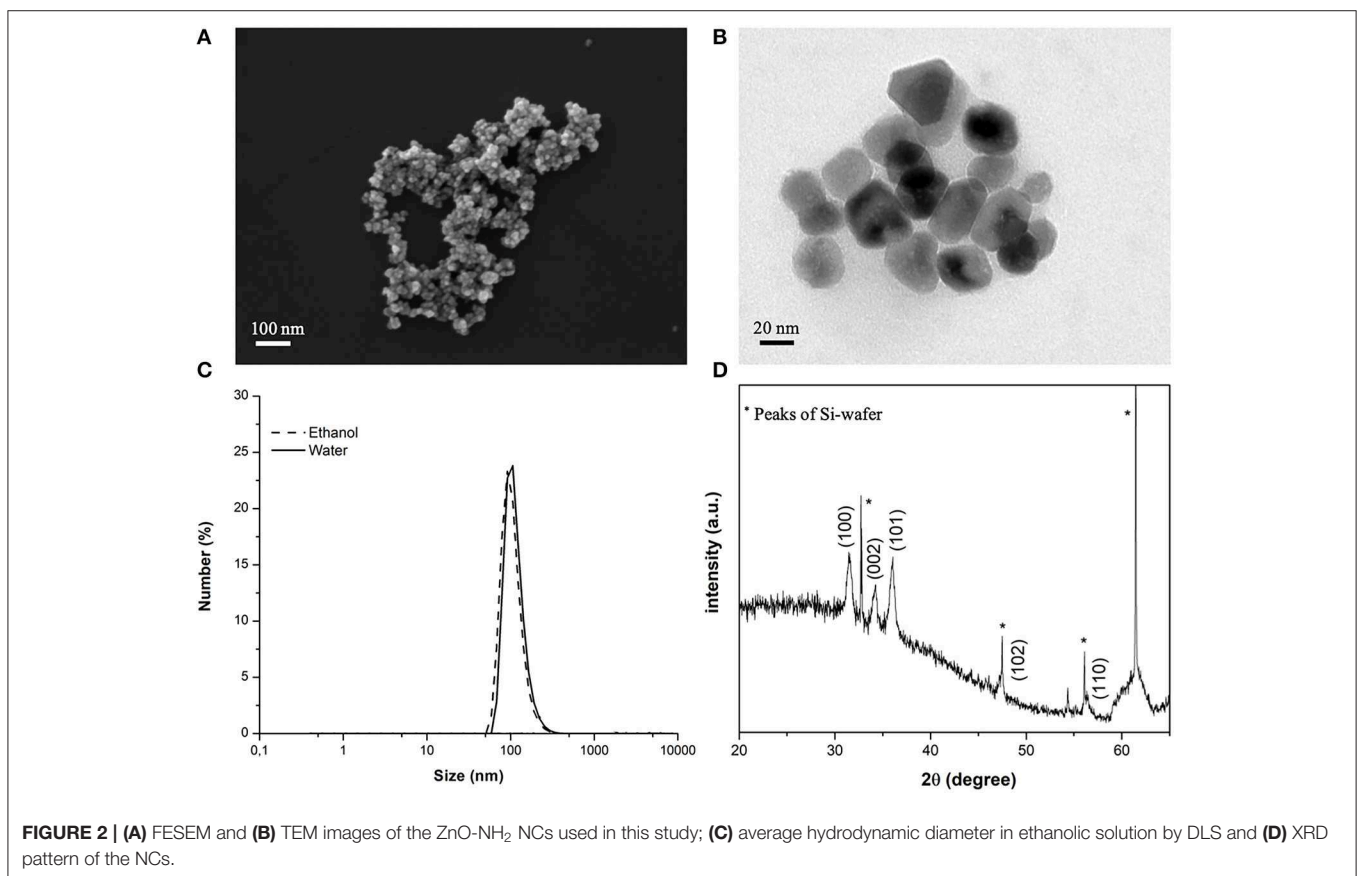 A
B
100 nm
20 nm
C
D
30
25
20
15
10
5
0
Number (%)
Ethanol
Water
0,1 1 10 100 1000 10000
Size (nm)
* Peaks of Si-wafer
*
*
(100)
(002)
(101)
*
(102)
*
(110)
intensity (a.u.)
20 30 40 50 60
2θ (degree)
FIGURE 2 | (A) FESEM and (B) TEM images of the ZnO-NH₂ NCs used in this study; (C) average hydrodynamic diameter in ethanolic solution by DLS and (D) XRD
pattern of the NCs.